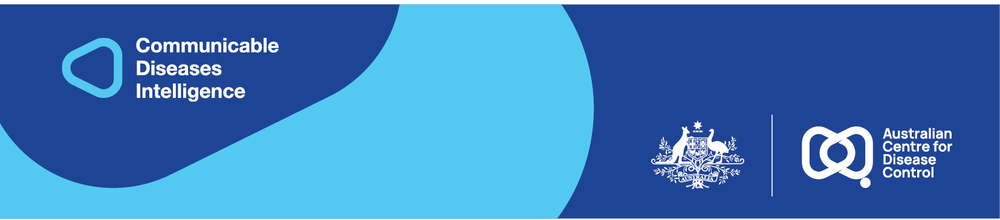 Communicable
Diseases
Intelligence
AUSTRALIA
Australian
Centre for
Disease
Control